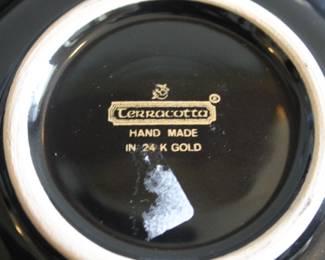 Terracotta
HAND MADE
IN 24 K GOLD